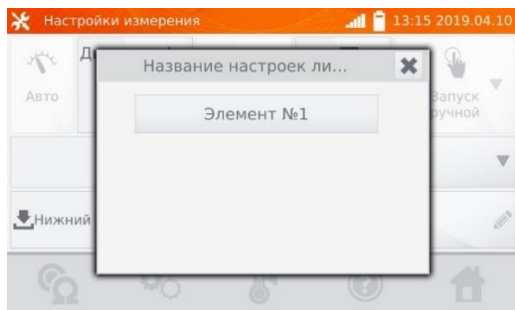 Настройки измерения
13:15 2019.04.10
Название настроек ли...
Авто
Запуск
ручной
Элемент №1
Нижний